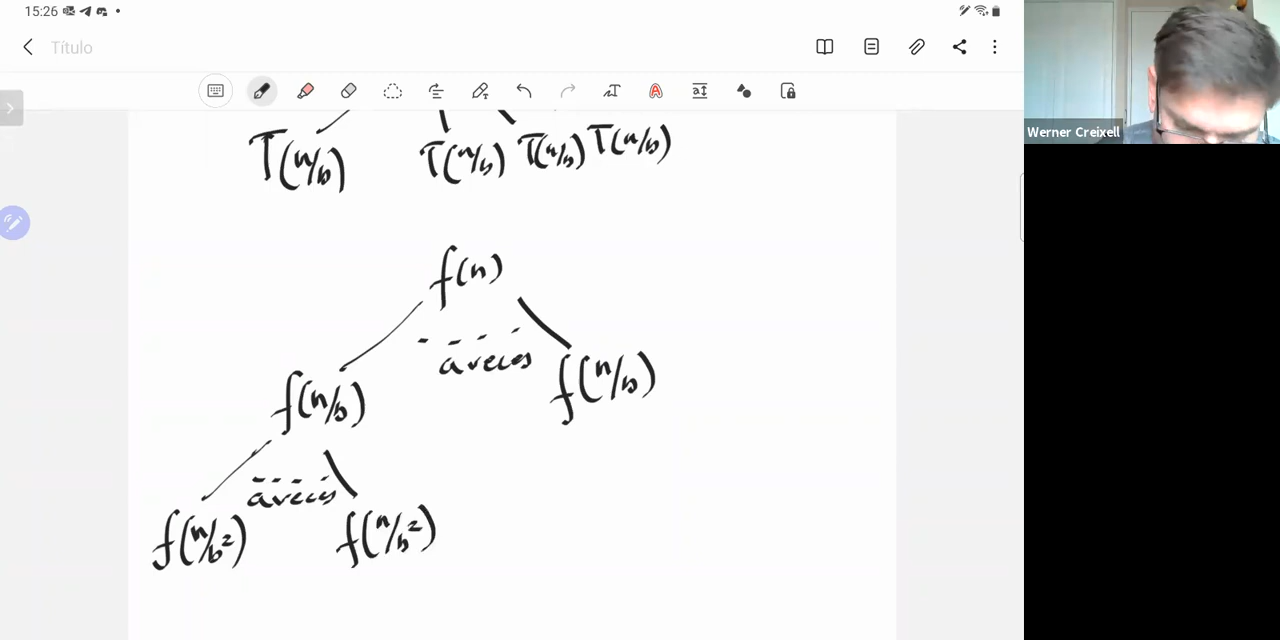 15:26
Título
T(n/b) T(n/b) T(n/b) T(n/b)
f(n)
a veces
f(n/b) f(n/b)
a veces
f(n/b²) f(n/b²)
Werner Creixell